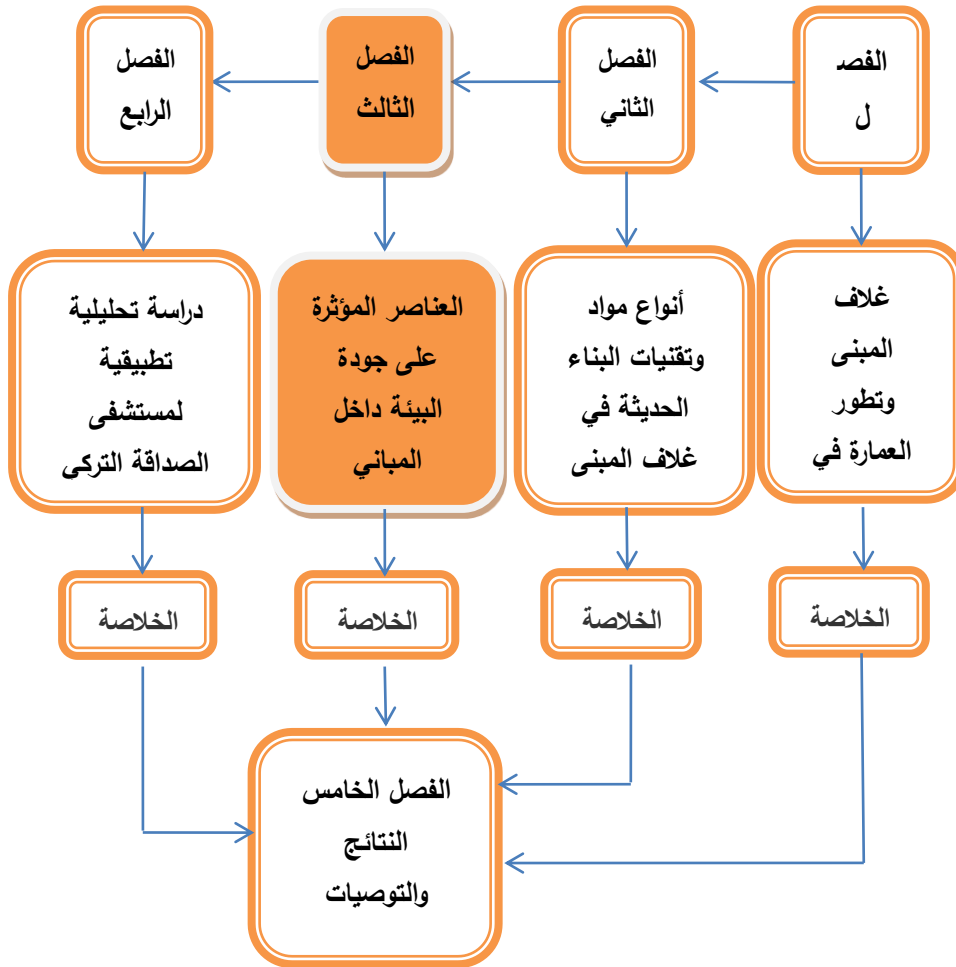 الفصـ
ل
الفصل
الثاني
الفصل
الثالث
الفصل
الرابع
غلاف
المبنى
وتطور
العمارة في
أنواع مواد
وتقنيات البناء
الحديثة في
غلاف المبنى
العناصر المؤثرة
على جودة
البيئة داخل
المباني
دراسة تحليلية
تطبيقية
لمستشفى
الصداقة التركي
الخلاصة
الخلاصة
الخلاصة
الخلاصة
الفصل الخامس
النتائج
والتوصيات